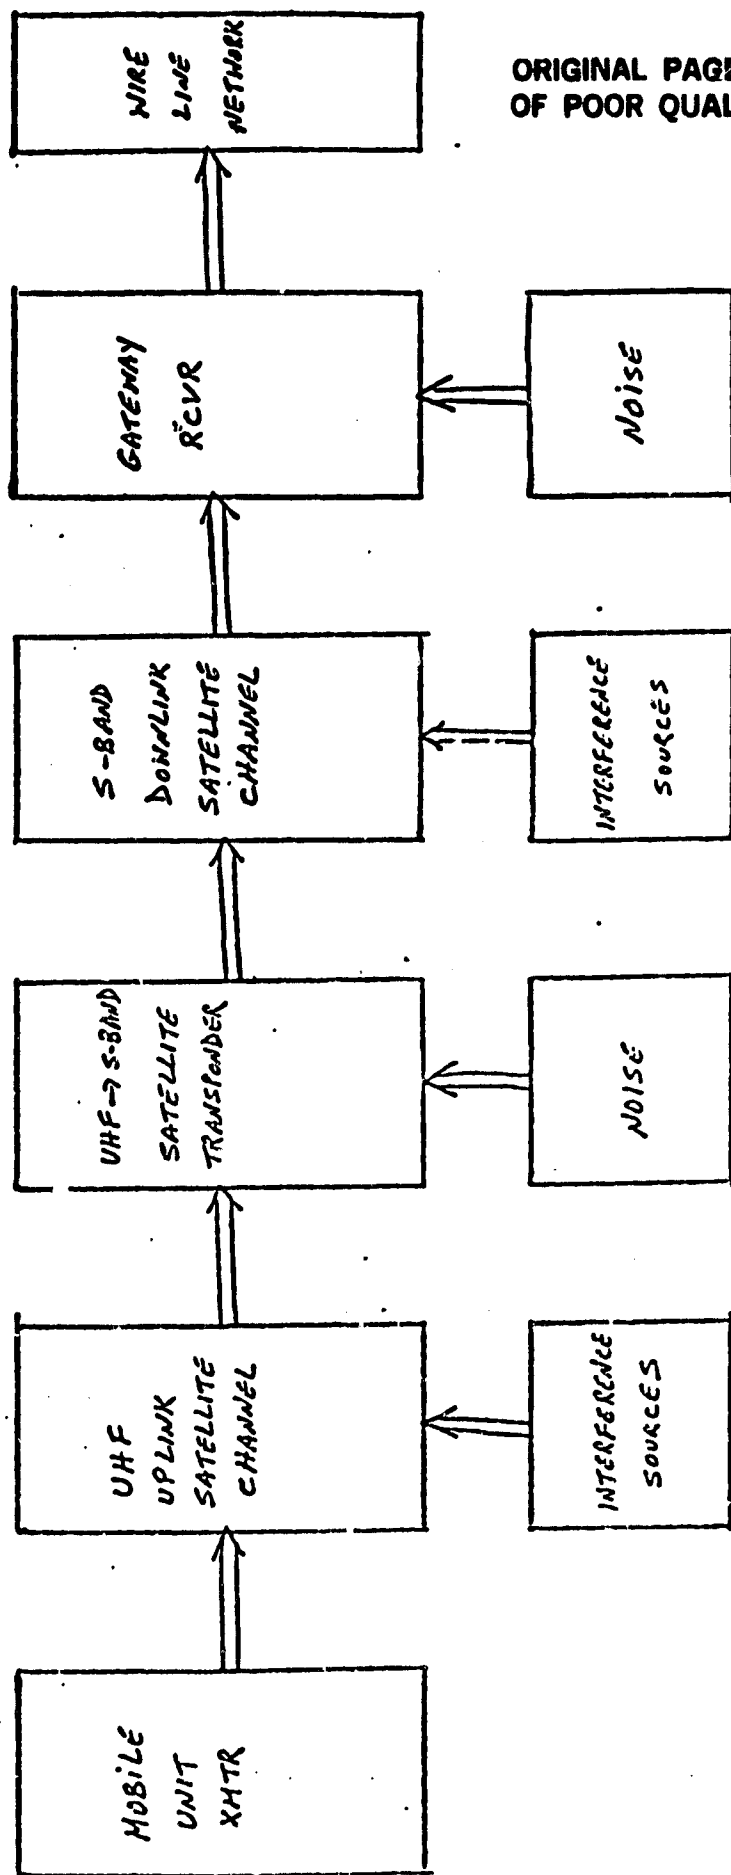 ORIGINAL PAGE
OF POOR QUAL
MOBILE
UNIT
XMTR
UHF
UPLINK
SATELLITE
CHANNEL
UHF→S-BAND
SATELLITE
TRANSPONDER
S-BAND
DOWNLINK
SATELLITE
CHANNEL
GATEWAY
RCVR
WIRE
LINE
NETWORK
INTERFERENCE
SOURCES
NOISE
INTERFERENCE
SOURCES
NOISE